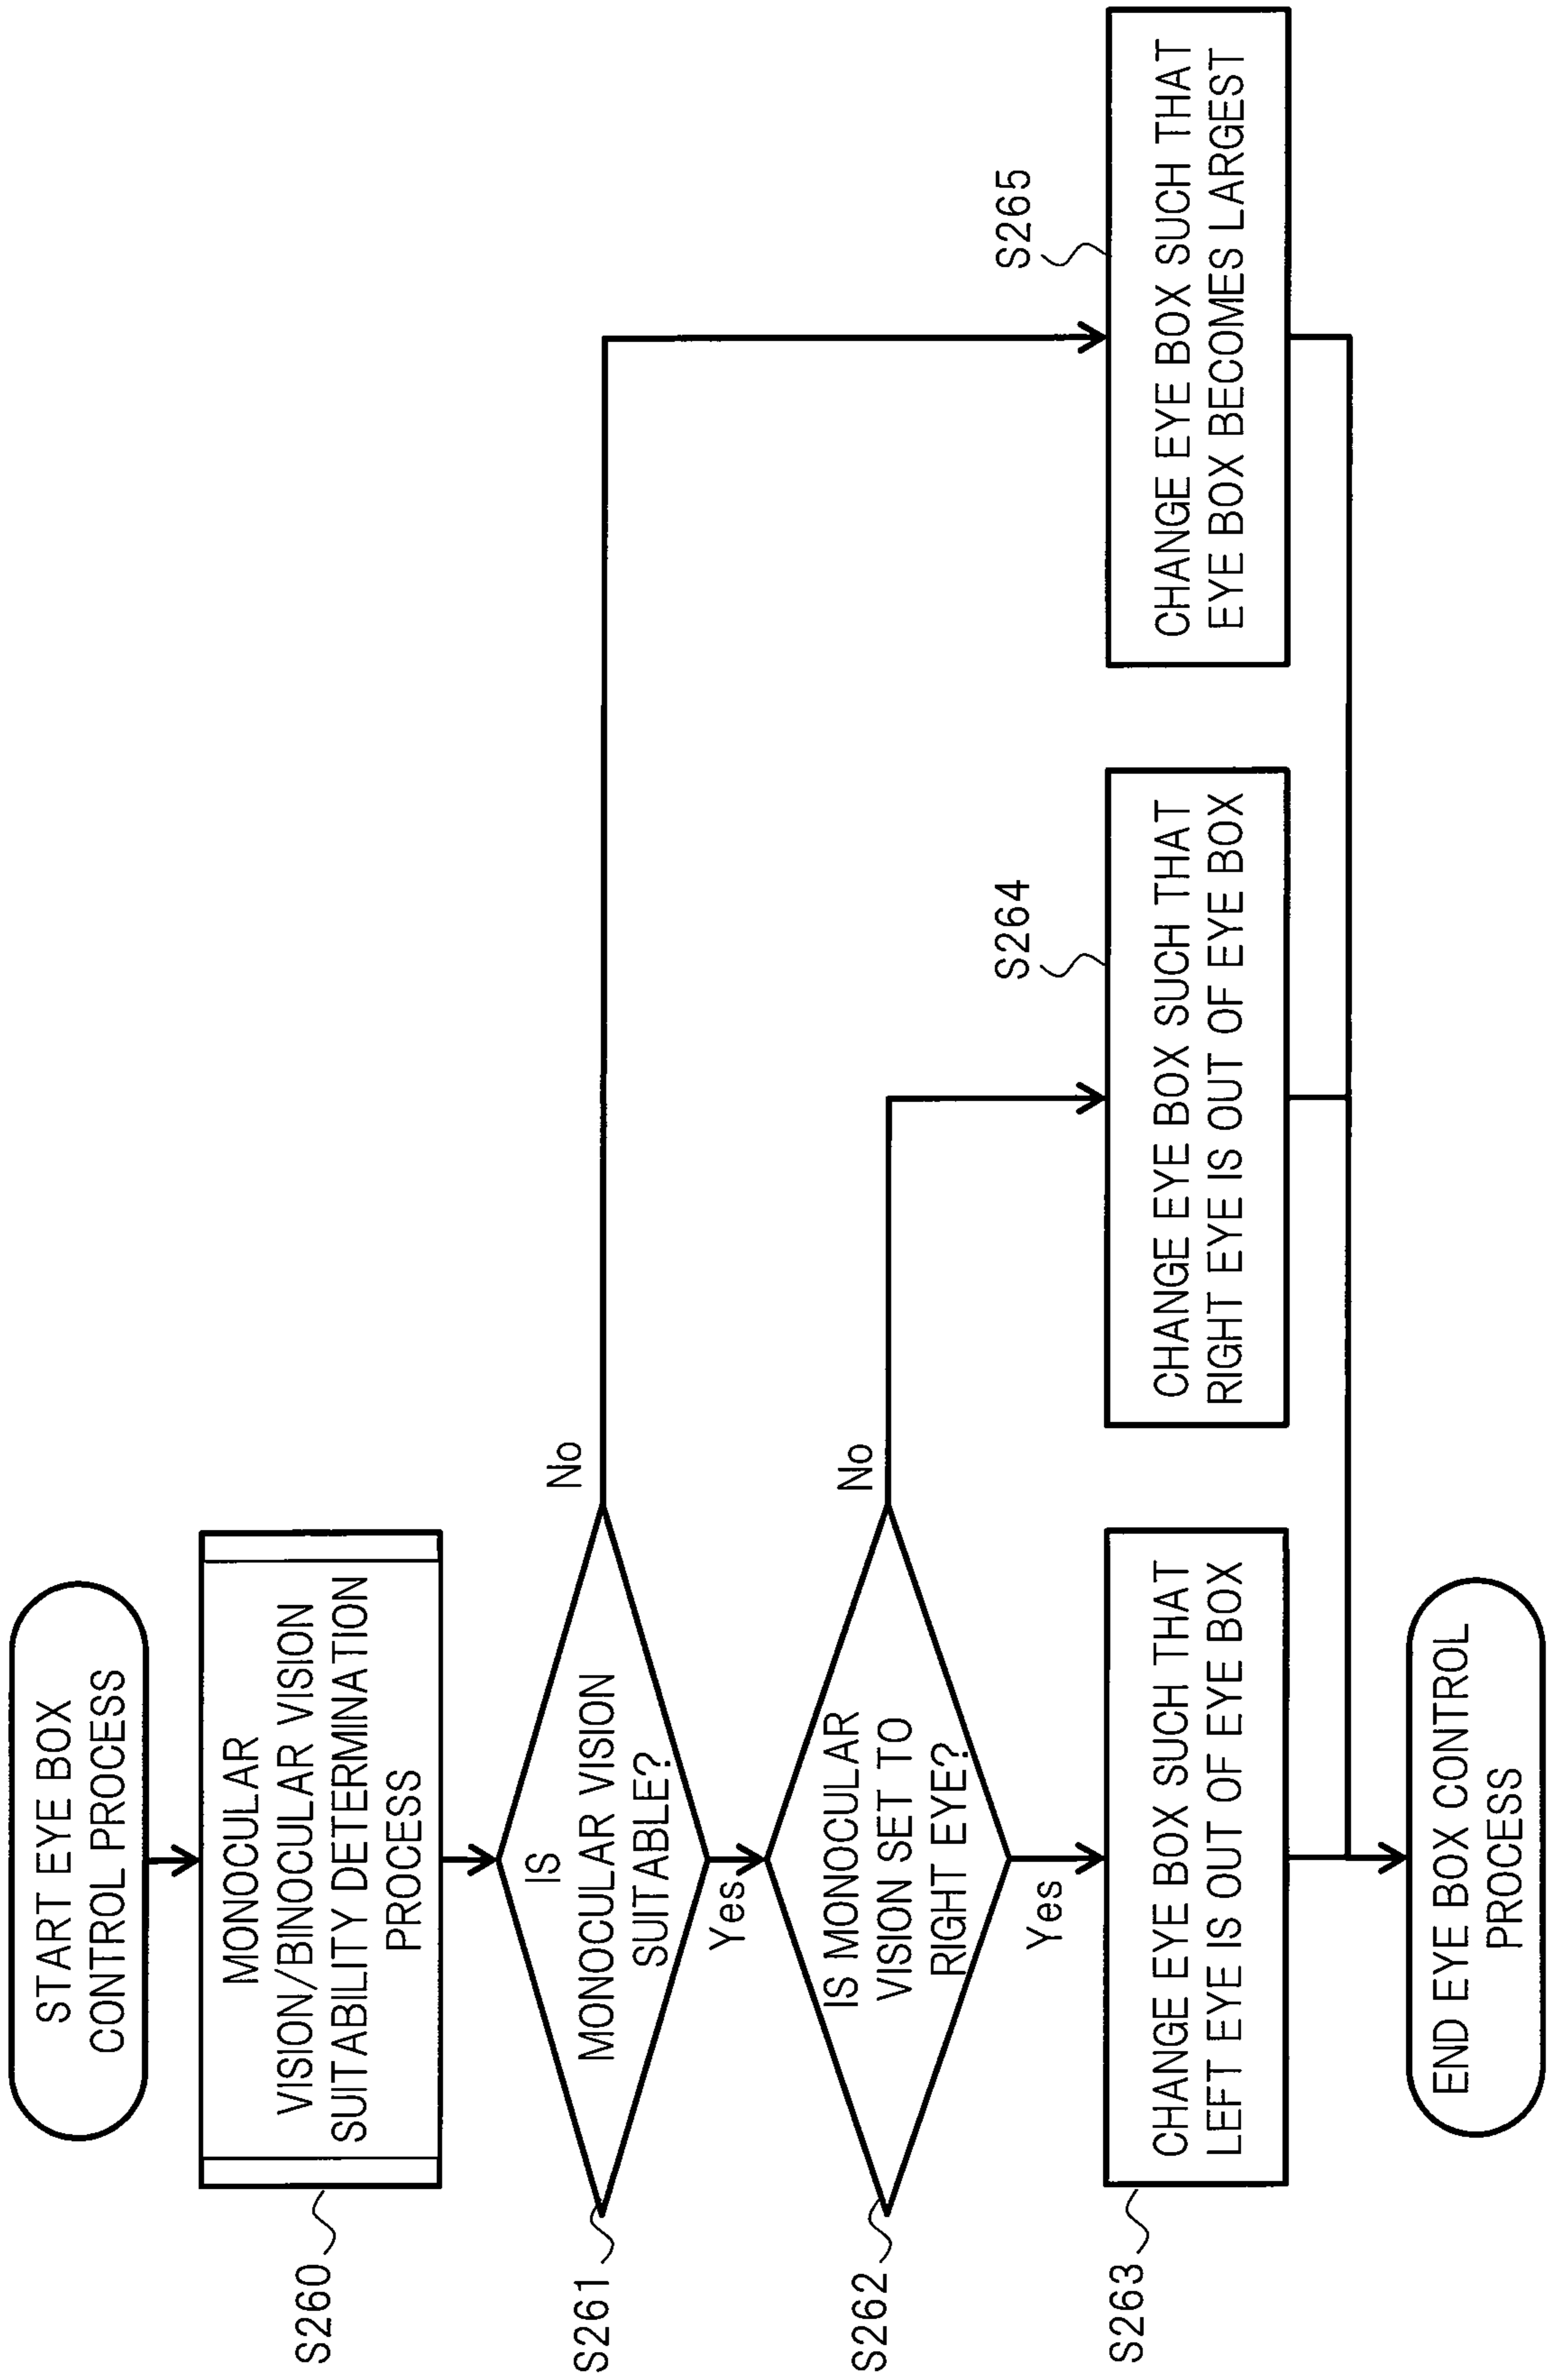 START EYE BOX
CONTROL PROCESS
S260
MONOCULAR
VISION/BINOCULAR VISION
SUITABILITY DETERMINATION
PROCESS
S261
IS
MONOCULAR VISION
SUITABLE?
No
Yes
S262
IS MONOCULAR
VISION SET TO
RIGHT EYE?
No
Yes
S263
CHANGE EYE BOX SUCH THAT
LEFT EYE IS OUT OF EYE BOX
S264
CHANGE EYE BOX SUCH THAT
RIGHT EYE IS OUT OF EYE BOX
S265
CHANGE EYE BOX SUCH THAT
EYE BOX BECOMES LARGEST
END EYE BOX CONTROL
PROCESS